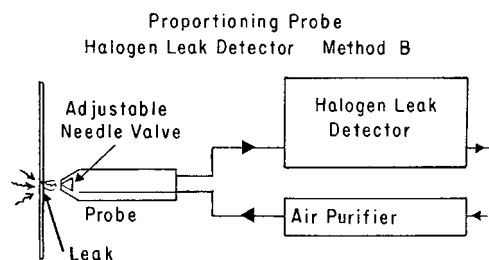 Proportioning Probe
Halogen Leak Detector Method B
Adjustable
Needle Valve
Halogen Leak
Detector
Probe
Air Purifier
Leak